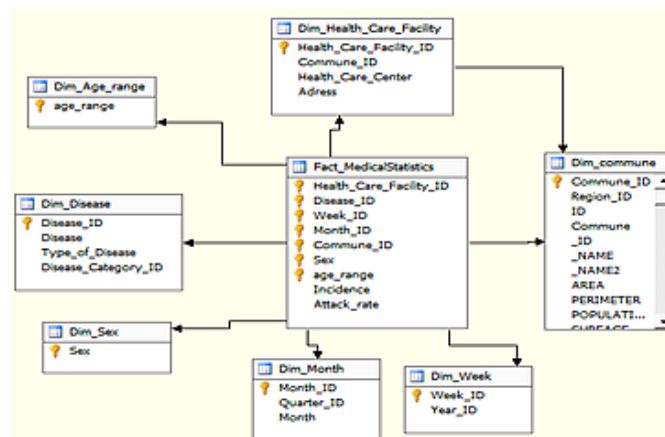 Dim_Health_Care_Facility
Health_Care_Facility_ID
Commune_ID
Health_Care_Center
Adress
Dim_Age_range
age_range
Fact_MedicalStatistics
Health_Care_Facility_ID
Disease_ID
Week_ID
Month_ID
Commune_ID
Sex
age_range
Incidence
Attack_rate
Dim_commune
Commune_ID
Region_ID
ID
Commune
_ID
_NAME
_NAME2
AREA
PERIMETER
POPULATI...
Dim_Disease
Disease_ID
Disease
Type_of_Disease
Disease_Category_ID
Dim_Sex
Sex
Dim_Month
Month_ID
Quarter_ID
Month
Dim_Week
Week_ID
Year_ID